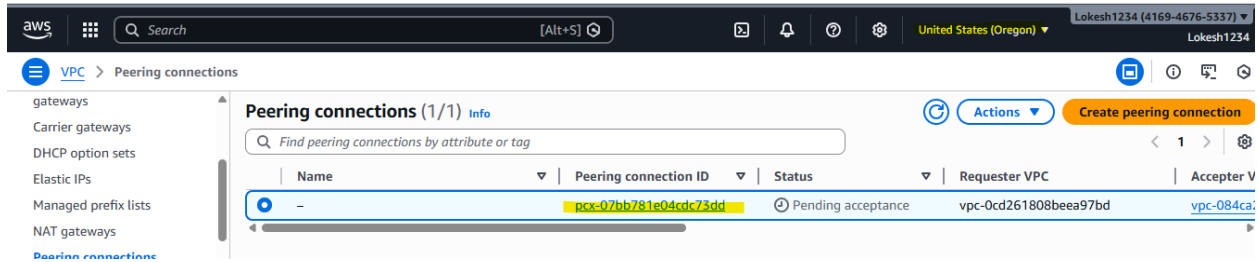 aws Search [Alt+S] United States (Oregon) Lokesh1234 (4169-4676-5337)
Lokesh1234
VPC > Peering connections
gateways
Carrier gateways
DHCP option sets
Elastic IPs
Managed prefix lists
NAT gateways
Peering connections
Peering connections (1/1) Info
Actions Create peering connection
Find peering connections by attribute or tag
1
Name Peering connection ID Status Requester VPC Accepter V
– pcx-07bb781e04cdc73dd Pending acceptance vpc-0cd261808beea97bd vpc-084ca2